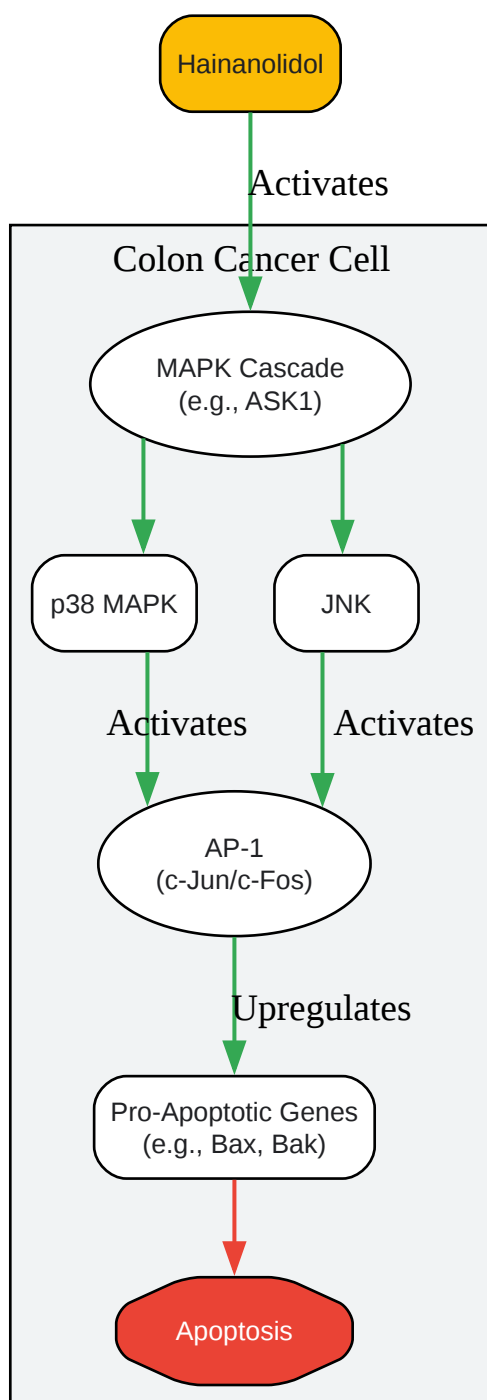 Hainanolidol
Activates
Colon Cancer Cell
MAPK Cascade
(e.g., ASK1)
p38 MAPK
JNK
Activates
Activates
AP-1
(c-Jun/c-Fos)
Upregulates
Pro-Apoptotic Genes
(e.g., Bax, Bak)
Apoptosis